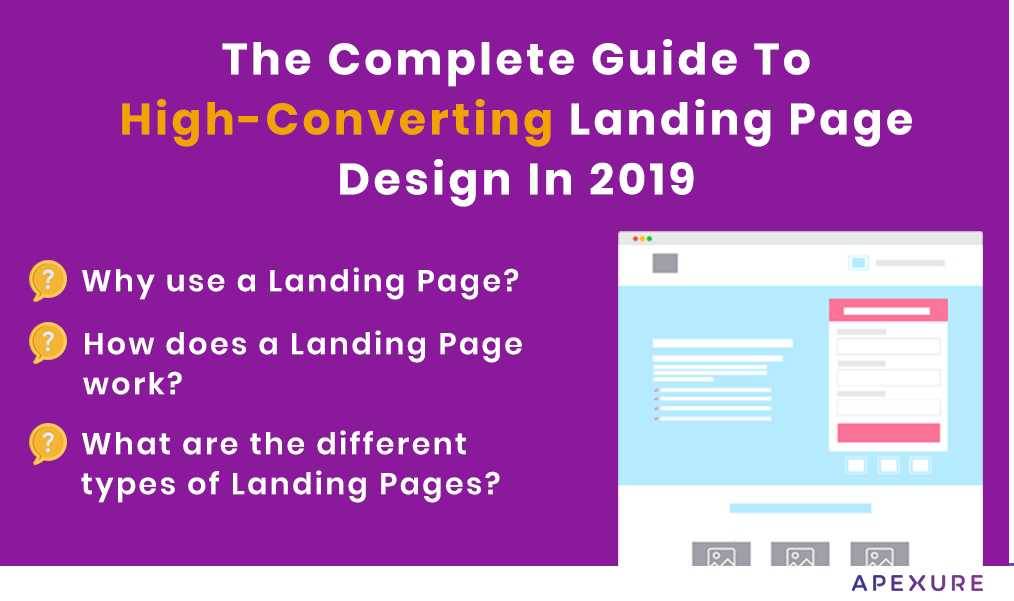 The Complete Guide To
High-Converting Landing Page
Design In 2019
? Why use a Landing Page?
? How does a Landing Page
work?
? What are the different
types of Landing Pages?
APEXURE